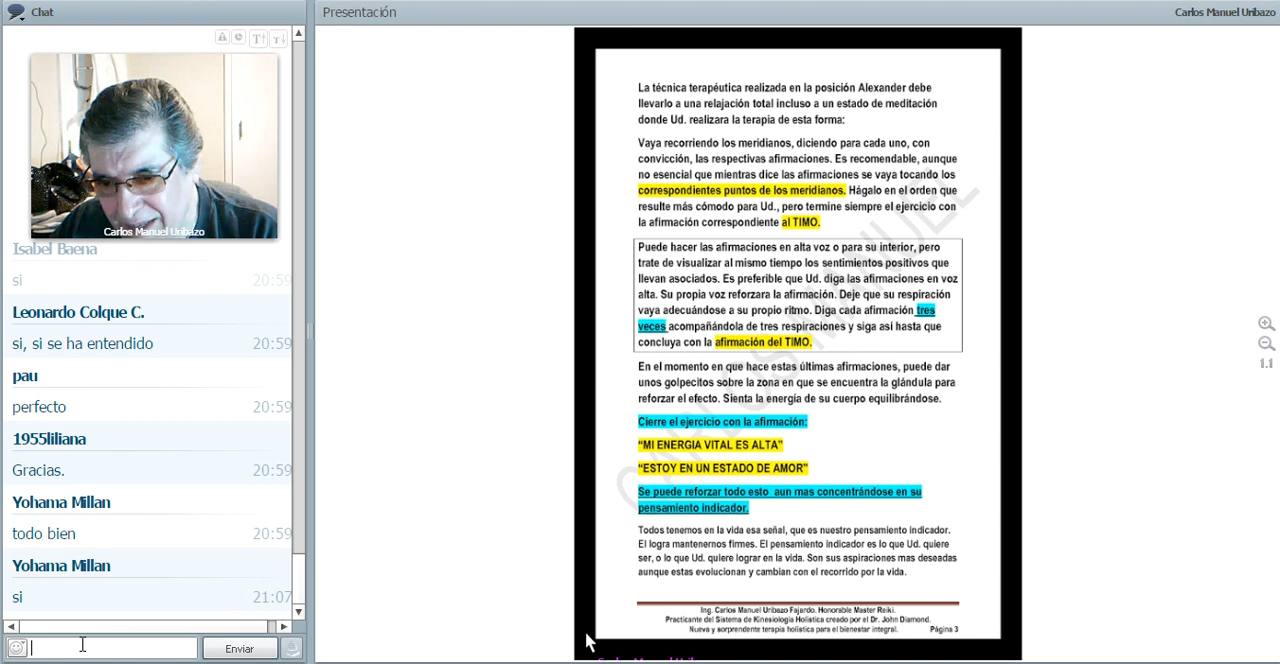 Chat
Presentación
Carlos Manuel Uribazo
T↑
T↓
Carlos Manuel Uribazo
Isabel Baena
si 20:59
Leonardo Colque C.
si, si se ha entendido 20:59
pau
perfecto 20:59
1955liliana
Gracias. 20:59
Yohama Millan
todo bien 20:59
Yohama Millan
si 21:07
Enviar
La técnica terapéutica realizada en la posición Alexander debe
llevarlo a una relajación total incluso a un estado de meditación
donde Ud. realizara la terapia de esta forma:
Vaya recorriendo los meridianos, diciendo para cada uno, con
convicción, las respectivas afirmaciones. Es recomendable, aunque
no esencial que mientras dice las afirmaciones se vaya tocando los
correspondientes puntos de los meridianos. Hágalo en el orden que
resulte más cómodo para Ud., pero termine siempre el ejercicio con
la afirmación correspondiente al TIMO.
Puede hacer las afirmaciones en alta voz o para su interior, pero
trate de visualizar al mismo tiempo los sentimientos positivos que
llevan asociados. Es preferible que Ud. diga las afirmaciones en voz
alta. Su propia voz reforzara la afirmación. Deje que su respiración
vaya adecuándose a su propio ritmo. Diga cada afirmación tres
veces acompañándola de tres respiraciones y siga así hasta que
concluya con la afirmación del TIMO.
En el momento en que hace estas últimas afirmaciones, puede dar
unos golpecitos sobre la zona en que se encuentra la glándula para
reforzar el efecto. Sienta la energía de su cuerpo equilibrándose.
Cierre el ejercicio con la afirmación:
“MI ENERGIA VITAL ES ALTA”
“ESTOY EN UN ESTADO DE AMOR”
Se puede reforzar todo esto aun mas concentrándose en su
pensamiento indicador.
Todos tenemos en la vida esa señal, que es nuestro pensamiento indicador.
El logra mantenernos firmes. El pensamiento indicador es lo que Ud. quiere
ser, o lo que Ud. quiere lograr en la vida. Son sus aspiraciones mas deseadas
aunque estas evolucionan y cambian con el recorrido por la vida.
Ing. Carlos Manuel Uribazo Fajardo. Honorable Master Reiki.
Practicante del Sistema de Kinesiología Holística creado por el Dr. John Diamond.
Nueva y sorprendente terapia holística para el bienestar integral. Página 3
CARLOS MANUEL
1.1